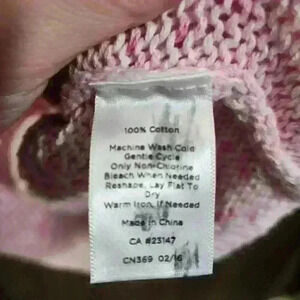 100% Cotton
Machine Wash Cold
Gentle Cycle
Only Non-Chlorine
Bleach When Needed
Reshape, Lay Flat To
Dry
Warm Iron, If Needed
Made In China
CA #23147
CN369 02/16